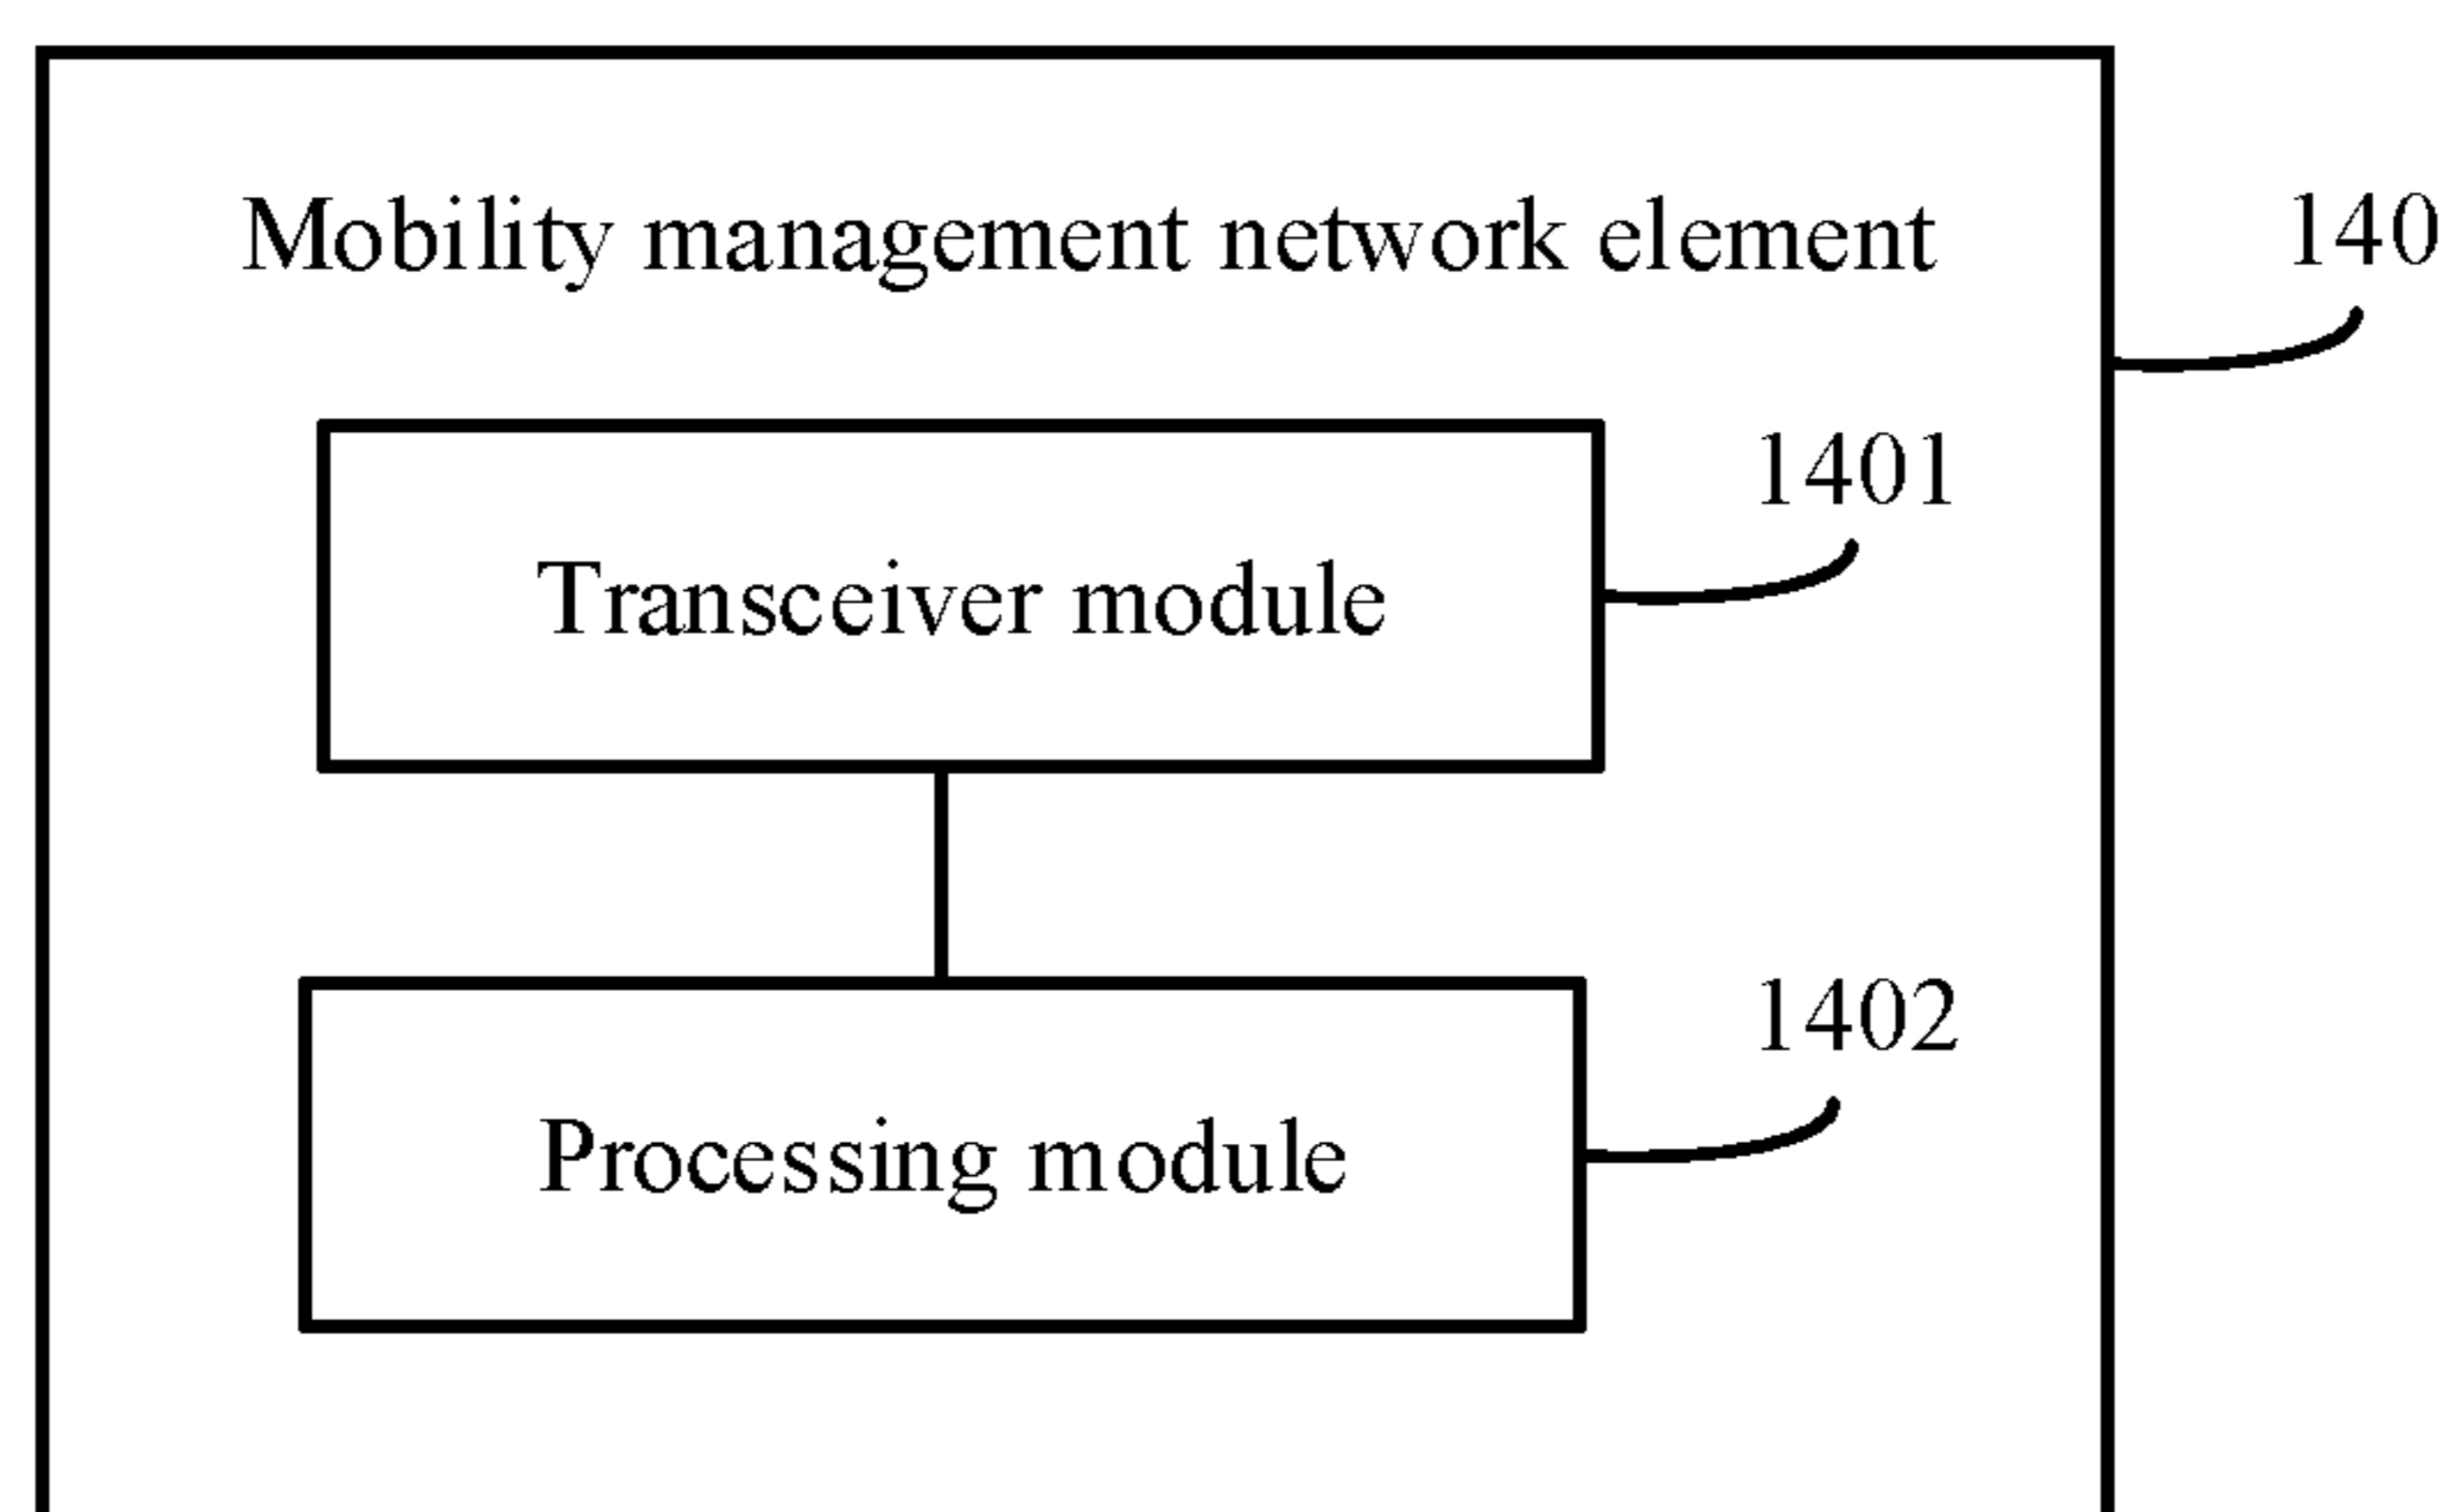 Mobility management network element
140
1401
Transceiver module
1402
Processing module